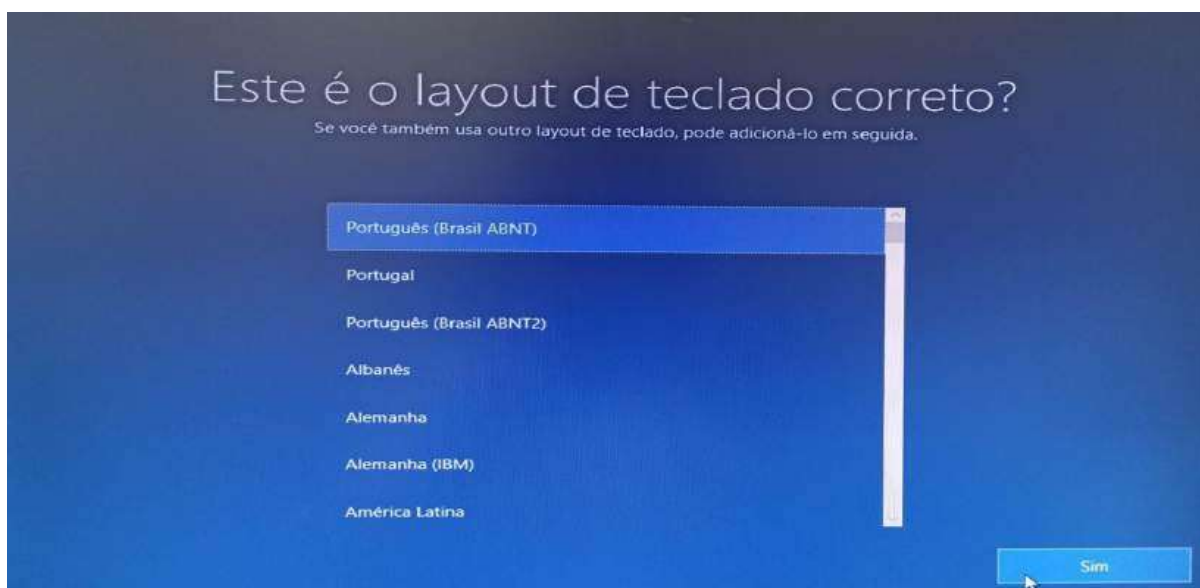 Este é o layout de teclado correto?
Se você também usa outro layout de teclado, pode adicioná-lo em seguida.
Português (Brasil ABNT)
Portugal
Português (Brasil ABNT2)
Albanês
Alemanha
Alemanha (IBM)
América Latina
Sim